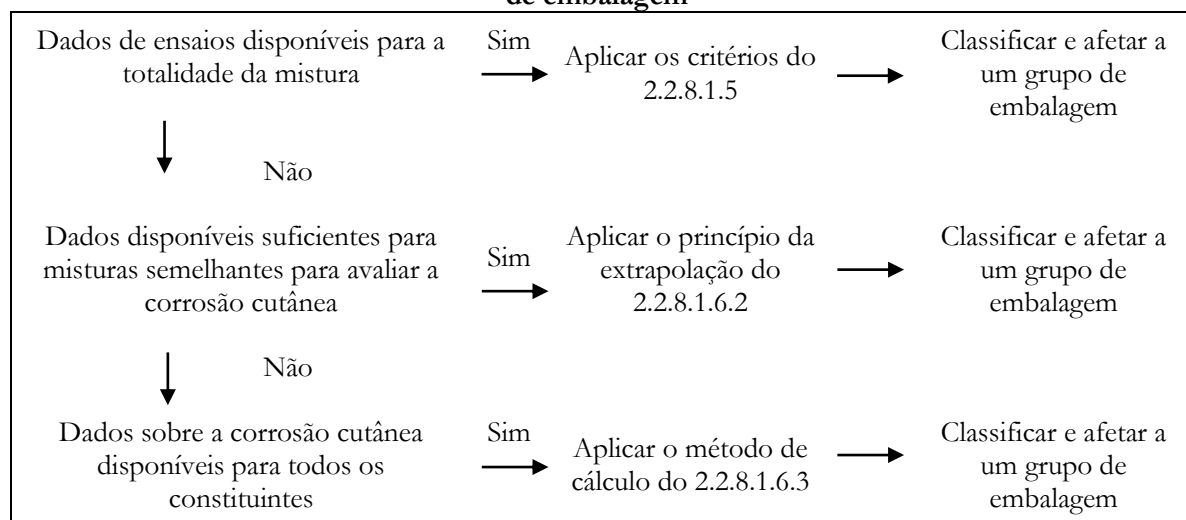 de embalagem
Dados de ensaios disponíveis para a
totalidade da mistura
Sim
Aplicar os critérios do
2.2.8.1.5
Classificar e afetar a
um grupo de
embalagem
Não
Dados disponíveis suficientes para
misturas semelhantes para avaliar a
corrosão cutânea
Sim
Aplicar o princípio da
extrapolação do
2.2.8.1.6.2
Classificar e afetar a
um grupo de
embalagem
Não
Dados sobre a corrosão cutânea
disponíveis para todos os
constituintes
Sim
Aplicar o método de
cálculo do 2.2.8.1.6.3
Classificar e afetar a
um grupo de
embalagem